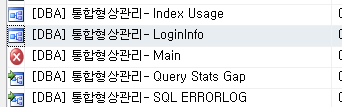 [DBA] 통합형상관리- Index Usage
[DBA] 통합형상관리- LoginInfo
[DBA] 통합형상관리- Main
[DBA] 통합형상관리- Query Stats Gap
[DBA] 통합형상관리- SQL ERRORLOG